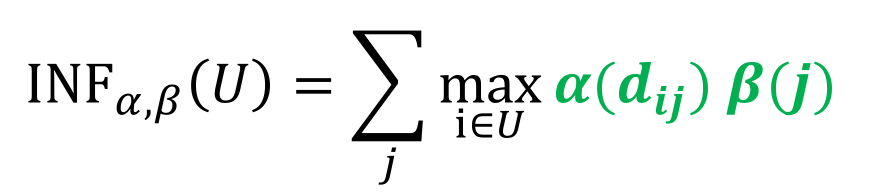 INF_{α,β}(U) = ∑_j max_{i∈U} α(d_{ij}) β(j)